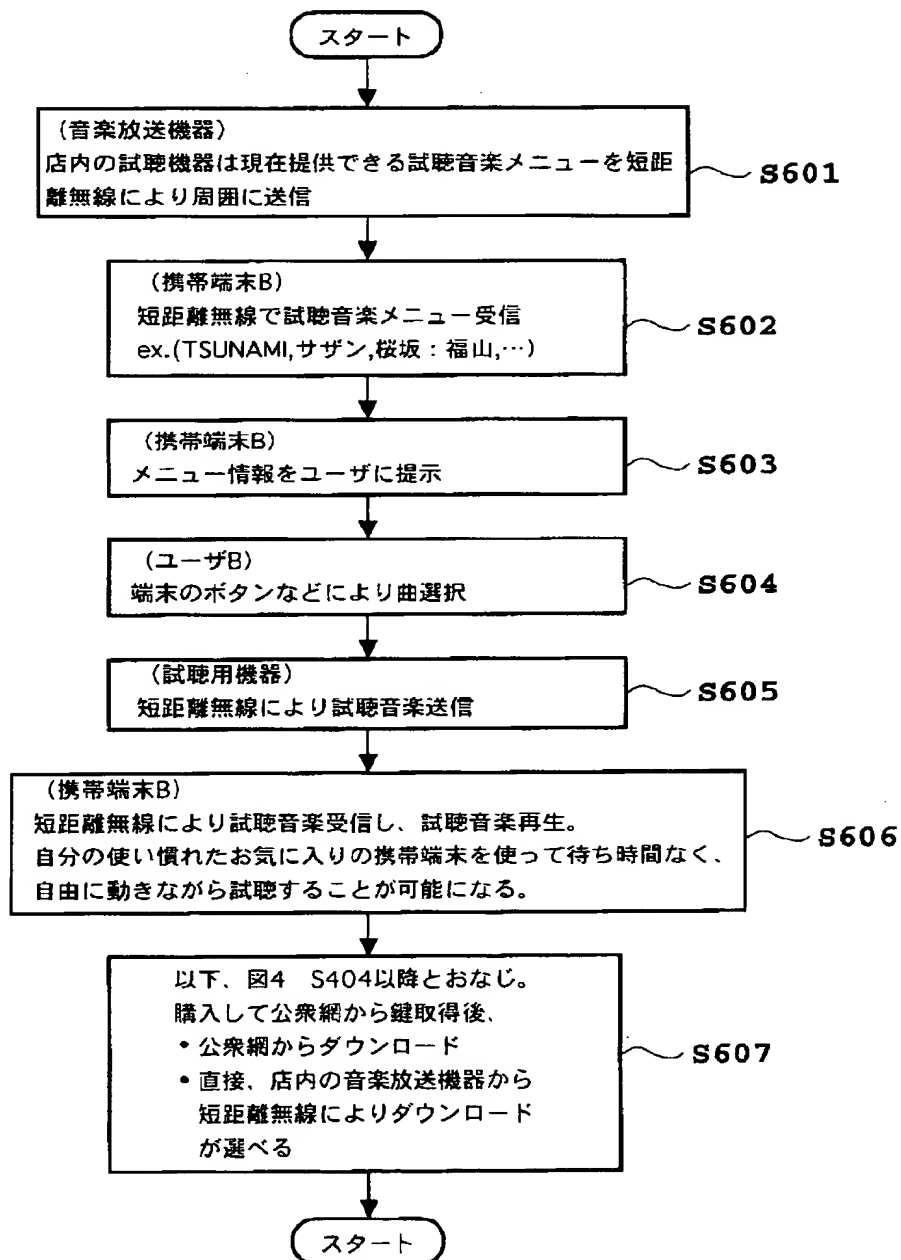 スタート
(音楽放送機器)
店内の試聴機器は現在提供できる試聴音楽メニューを短距
離無線により周囲に送信
S601
(携帯端末B)
短距離無線で試聴音楽メニュー受信
ex.(TSUNAMI,サザン,桜坂:福山,…)
S602
(携帯端末B)
メニュー情報をユーザに提示
S603
(ユーザB)
端末のボタンなどにより曲選択
S604
(試聴用機器)
短距離無線により試聴音楽送信
S605
(携帯端末B)
短距離無線により試聴音楽受信し、試聴音楽再生。
自分の使い慣れたお気に入りの携帯端末を使って待ち時間なく、
自由に動きながら試聴することが可能になる。
S606
以下、図4 S404以降とおなじ。
購入して公衆網から鍵取得後、
• 公衆網からダウンロード
• 直接、店内の音楽放送機器から
短距離無線によりダウンロード
が選べる
S607
スタート